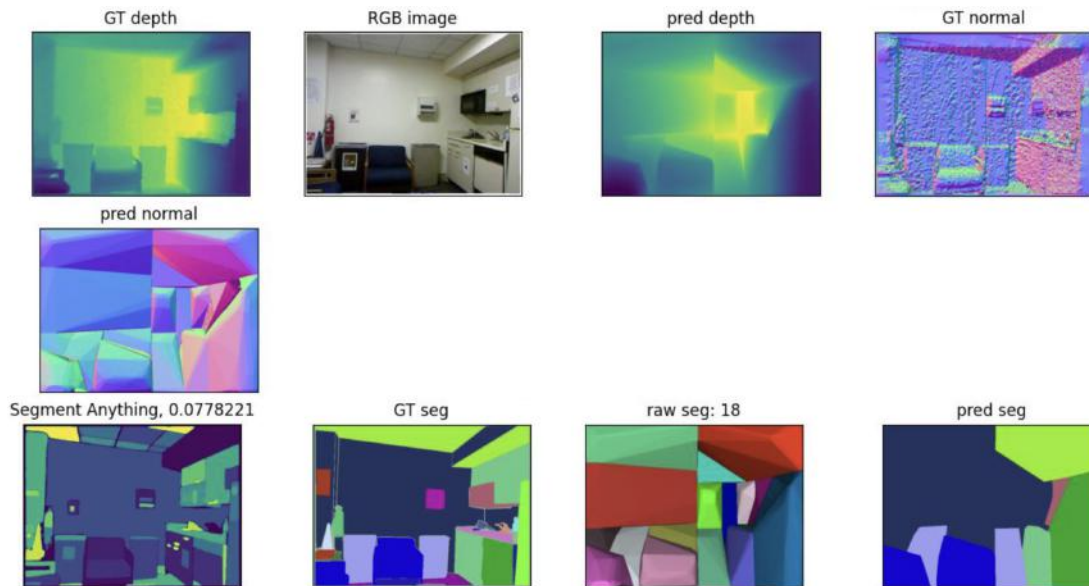 GT depth
RGB image
pred depth
GT normal
pred normal
Segment Anything, 0.0778221
GT seg
raw seg: 18
pred seg